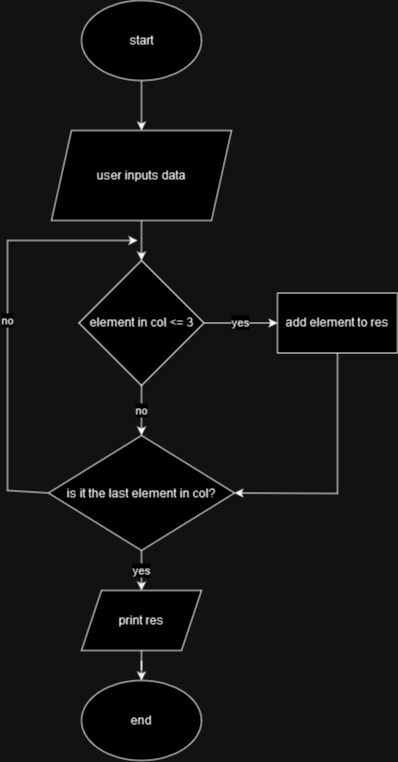 start
user inputs data
element in col <= 3
yes
add element to res
no
no
is it the last element in col?
yes
print res
end